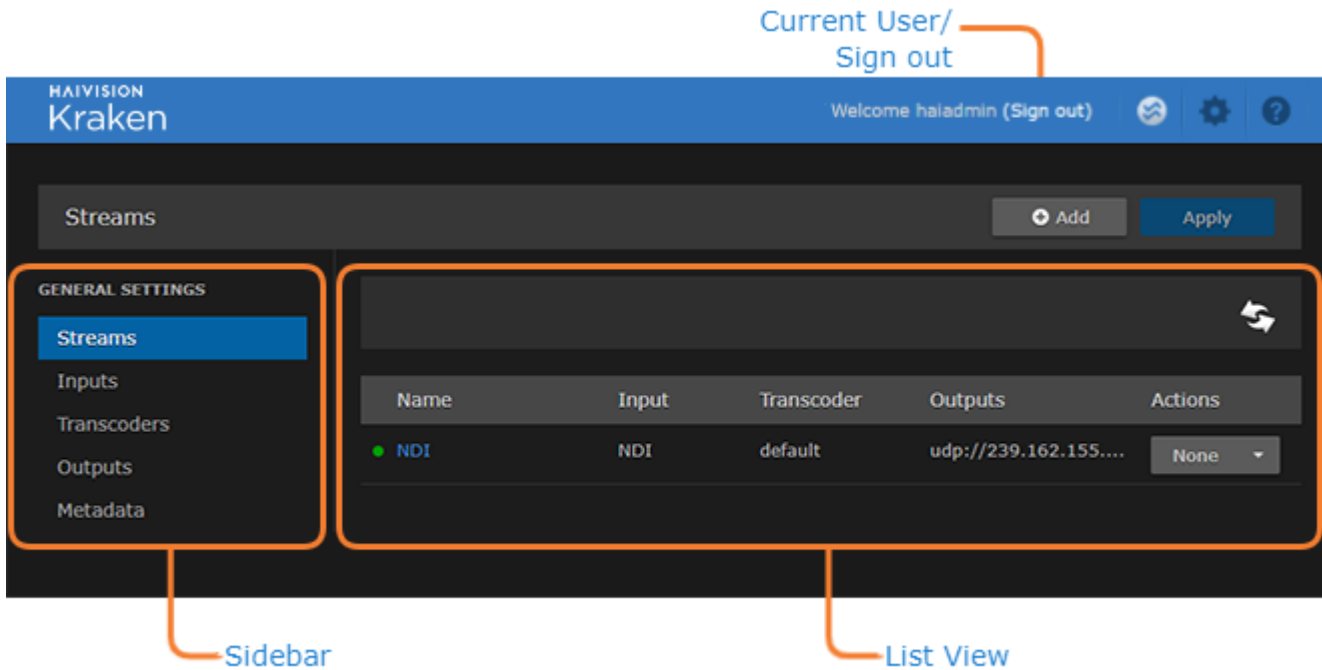 Current User/
Sign out
HAIVISION
Kraken
Welcome haiadmin (Sign out)
Streams
Add
Apply
GENERAL SETTINGS
Streams
Inputs
Transcoders
Outputs
Metadata
Name Input Transcoder Outputs Actions
NDI NDI default udp://239.162.155.... None
Sidebar
List View